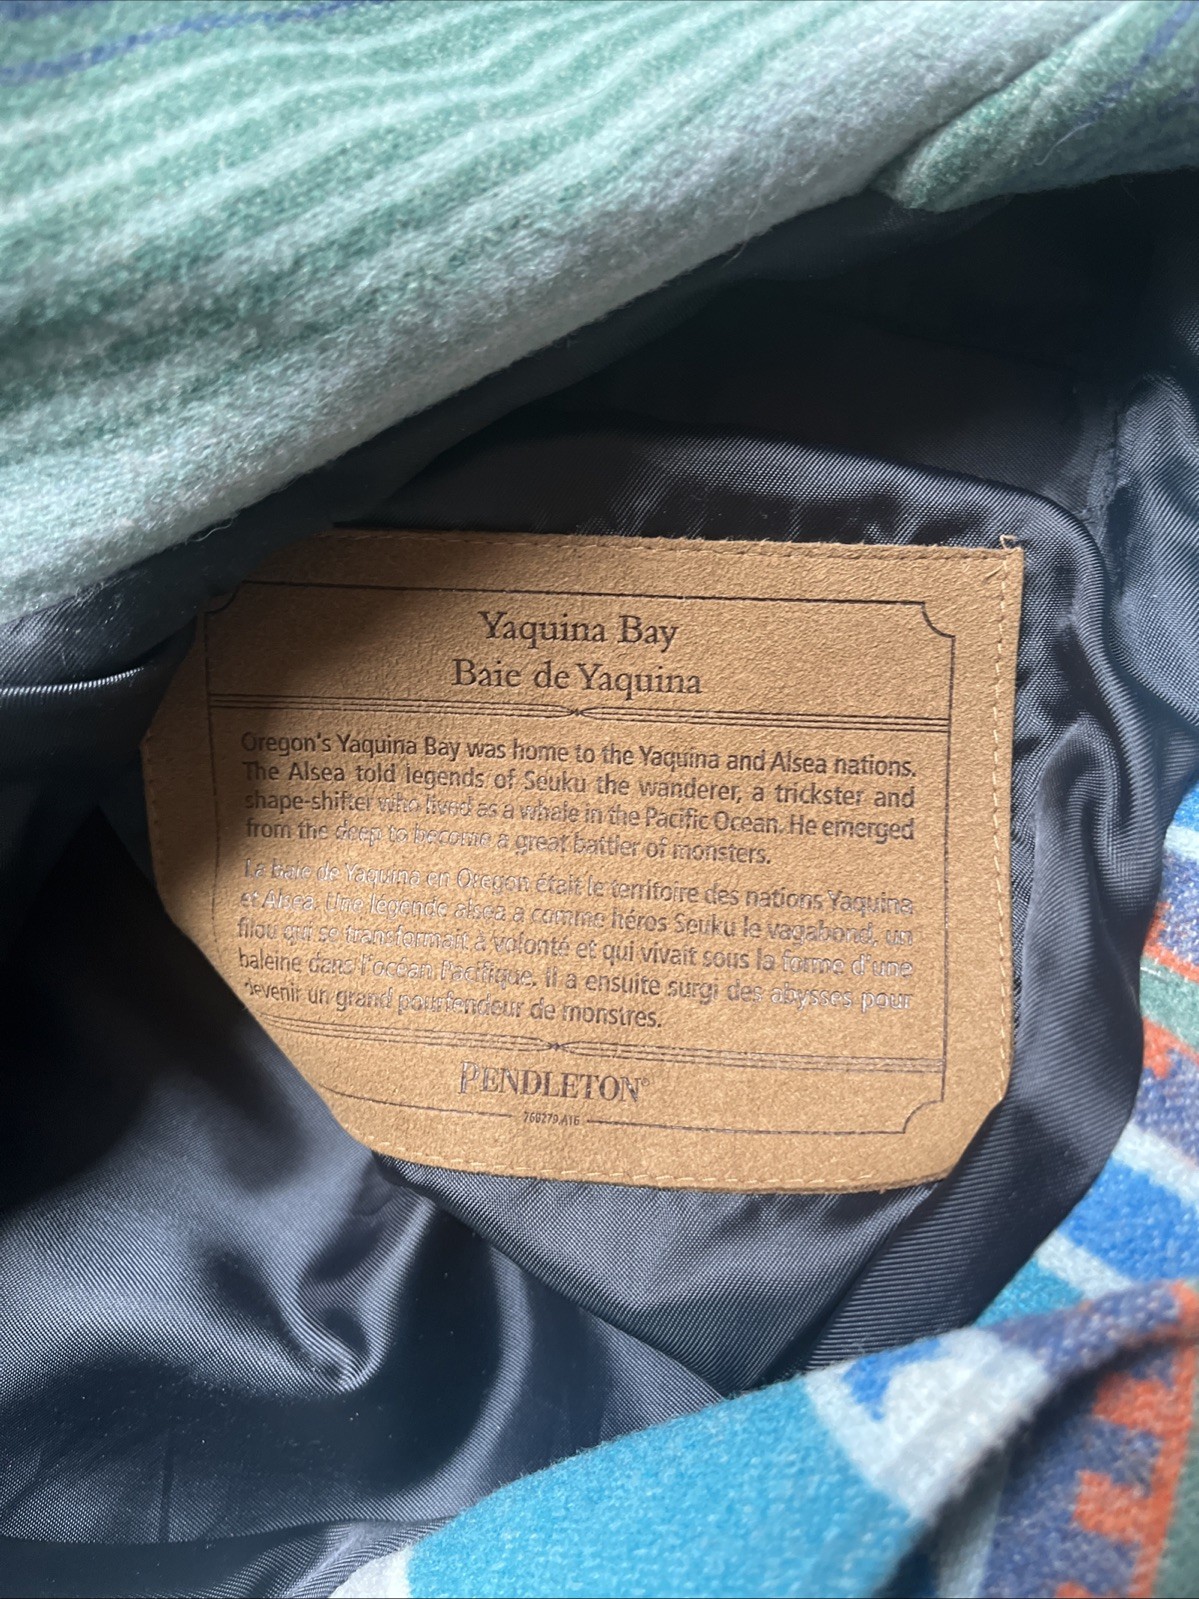 Yaquina Bay
Baie de Yaquina
Oregon's Yaquina Bay was home to the Yaquina and Alsea nations.
The Alsea told legends of Seuku the wanderer, a trickster and
shape-shifter who lived as a whale in the Pacific Ocean. He emerged
from the deep to become a great battler of monsters.
La baie de Yaquina en Oregon était le territoire des nations Yaquina
et Alsea. Une légende alsea a comme héros Seuku le vagabond, un
filou qui se transformait à volonté et qui vivait sous la forme d'une
baleine dans l'océan Pacifique. Il a ensuite surgi des abysses pour
devenir un grand pourfendeur de monstres.
PENDLETON®